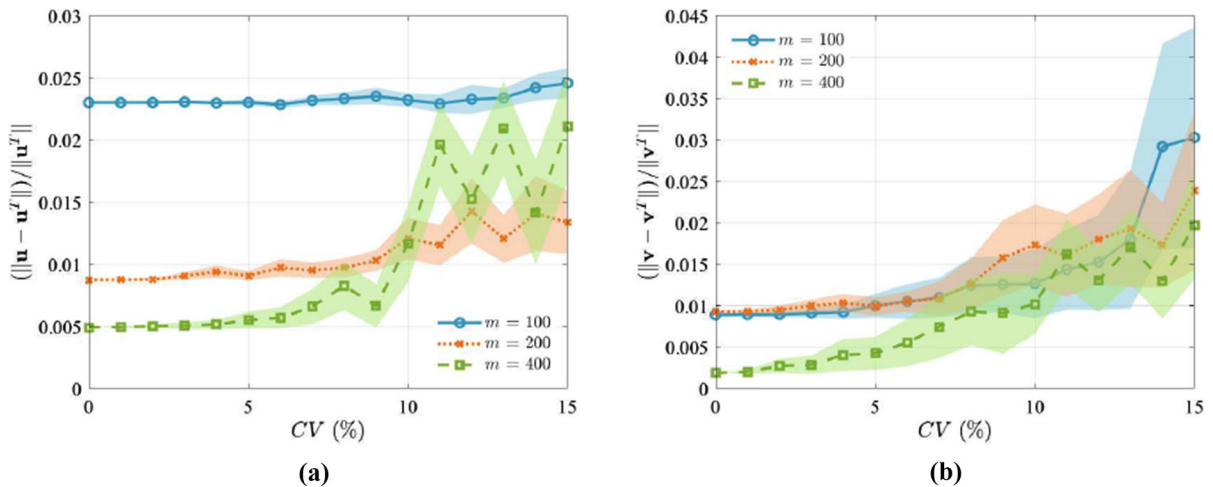 0.03
0.025
0.02
0.015
0.01
0.005
0
(‖u − u^T‖)/‖u^T‖
m = 100
m = 200
m = 400
0 5 10 15
CV (%)
(a)
0.045
0.04
0.035
0.03
0.025
0.02
0.015
0.01
0.005
0
(‖v − v^T‖)/‖v^T‖
m = 100
m = 200
m = 400
0 5 10 15
CV (%)
(b)